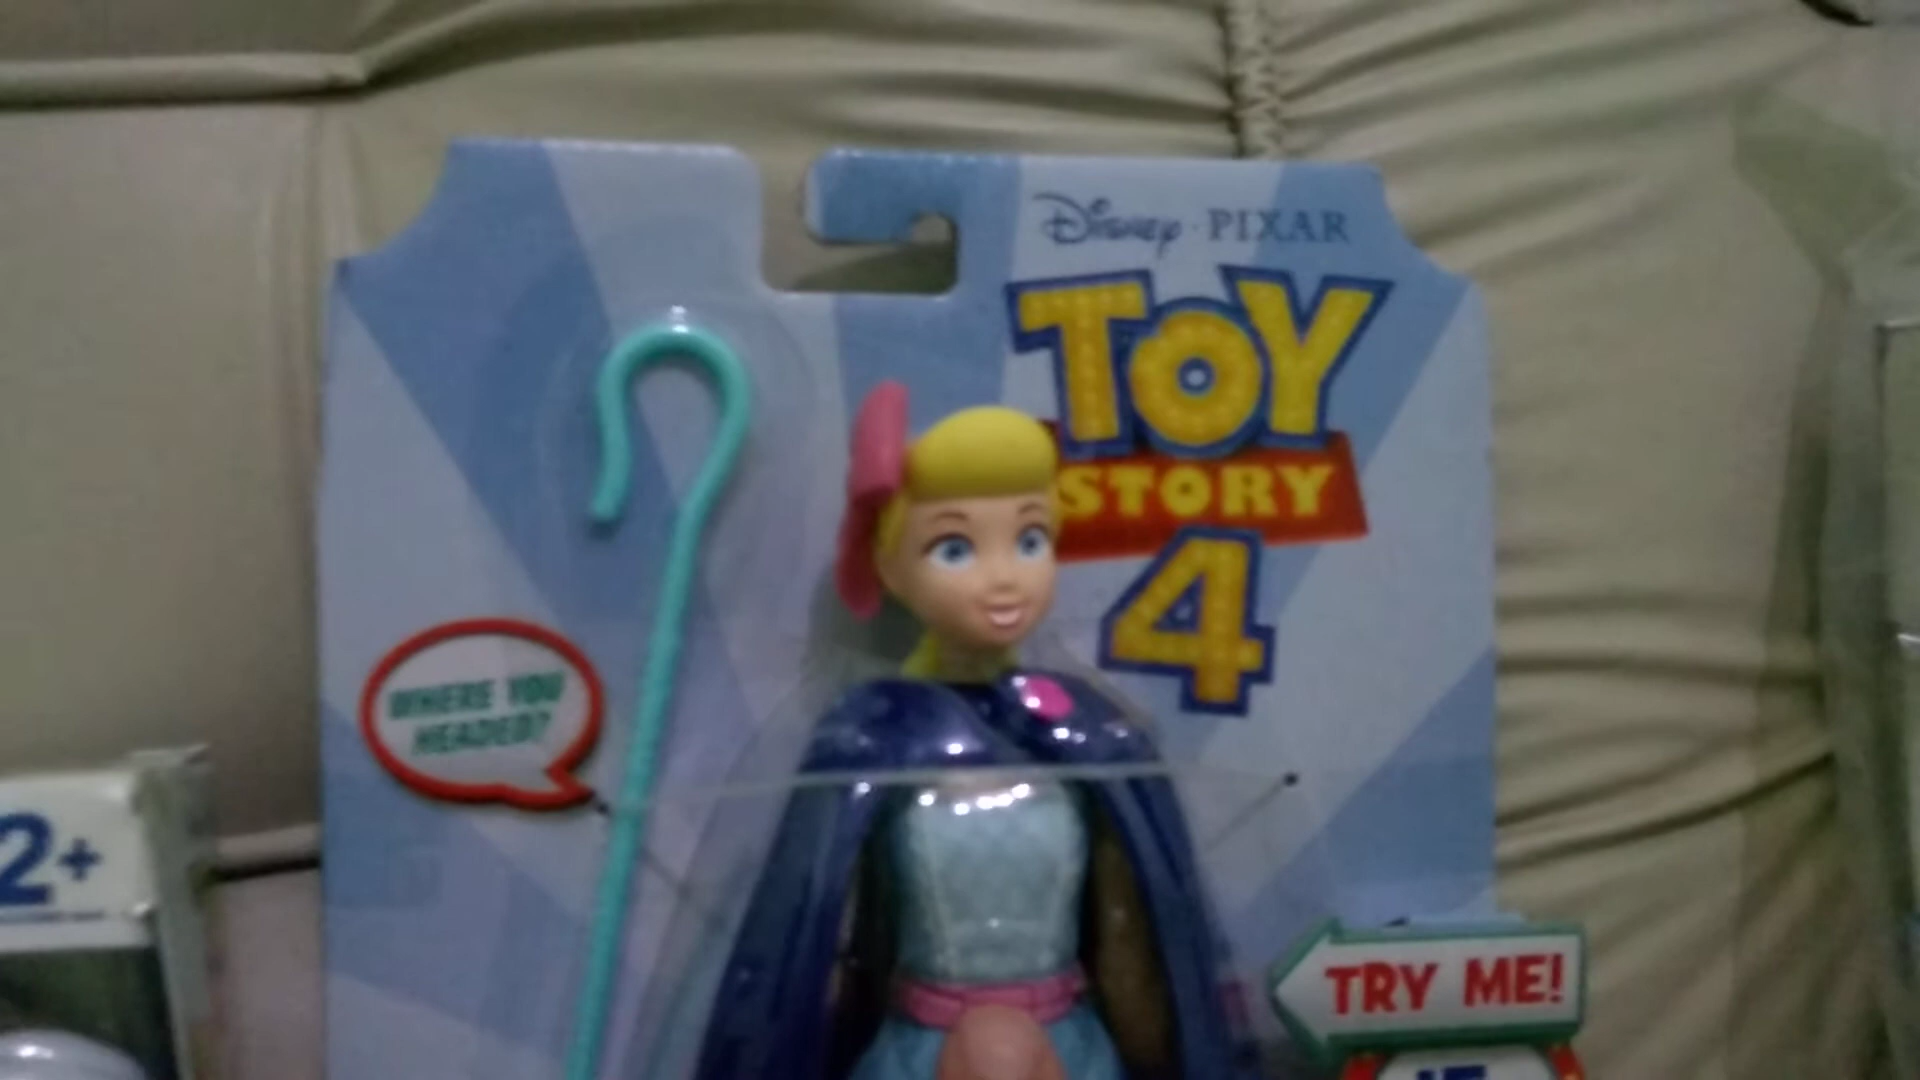 Disney · PIXAR
TOY
STORY
4
WHERE YOU
HEADED?
2+
TRY ME!